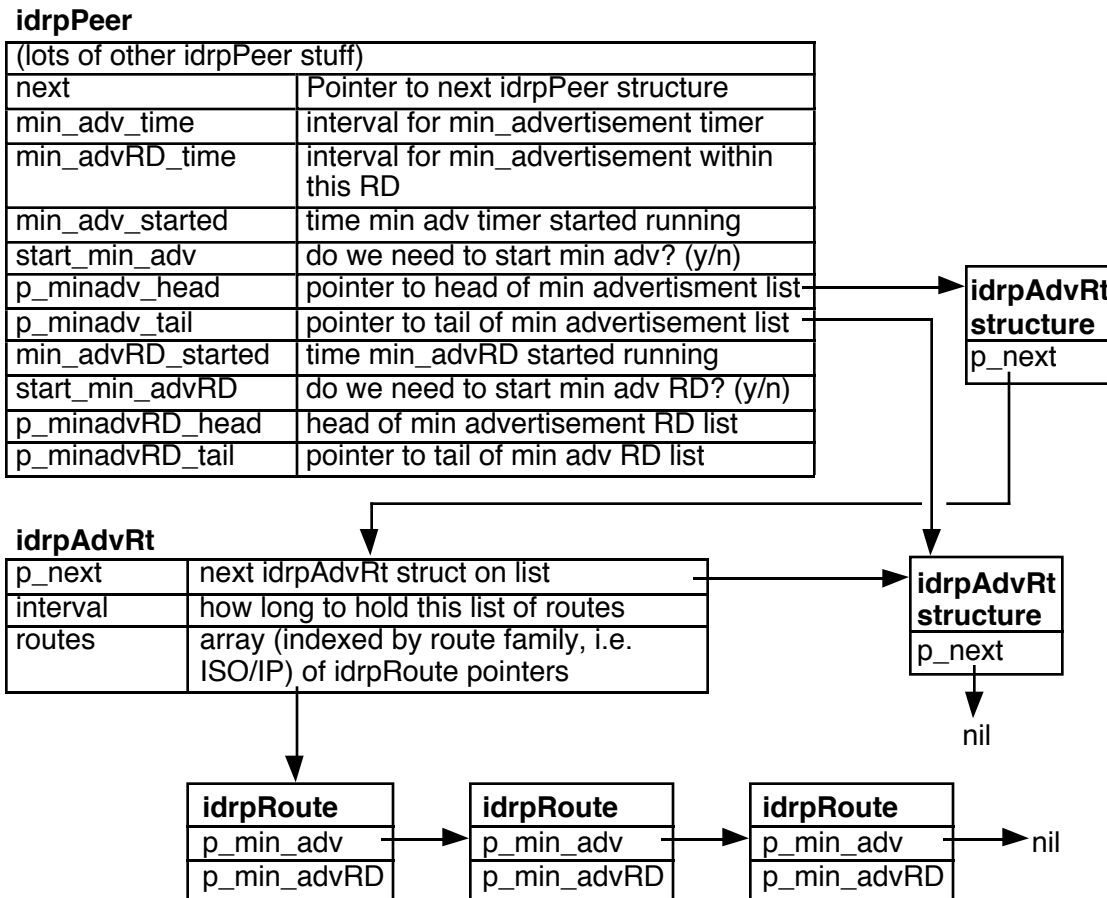 idrpPeer
(lots of other idrpPeer stuff)
next Pointer to next idrpPeer structure
min_adv_time interval for min_advertisement timer
min_advRD_time interval for min_advertisement within
this RD
min_adv_started time min adv timer started running
start_min_adv do we need to start min adv? (y/n)
p_minadv_head pointer to head of min advertisment list
p_minadv_tail pointer to tail of min advertisement list
min_advRD_started time min_advRD started running
start_min_advRD do we need to start min adv RD? (y/n)
p_minadvRD_head head of min advertisement RD list
p_minadvRD_tail pointer to tail of min adv RD list
idrpAdvRt
structure
p_next
idrpAdvRt
p_next next idrpAdvRt struct on list
interval how long to hold this list of routes
routes array (indexed by route family, i.e.
ISO/IP) of idrpRoute pointers
idrpAdvRt
structure
p_next
nil
idrpRoute idrpRoute idrpRoute
p_min_adv p_min_adv p_min_adv nil
p_min_advRD p_min_advRD p_min_advRD